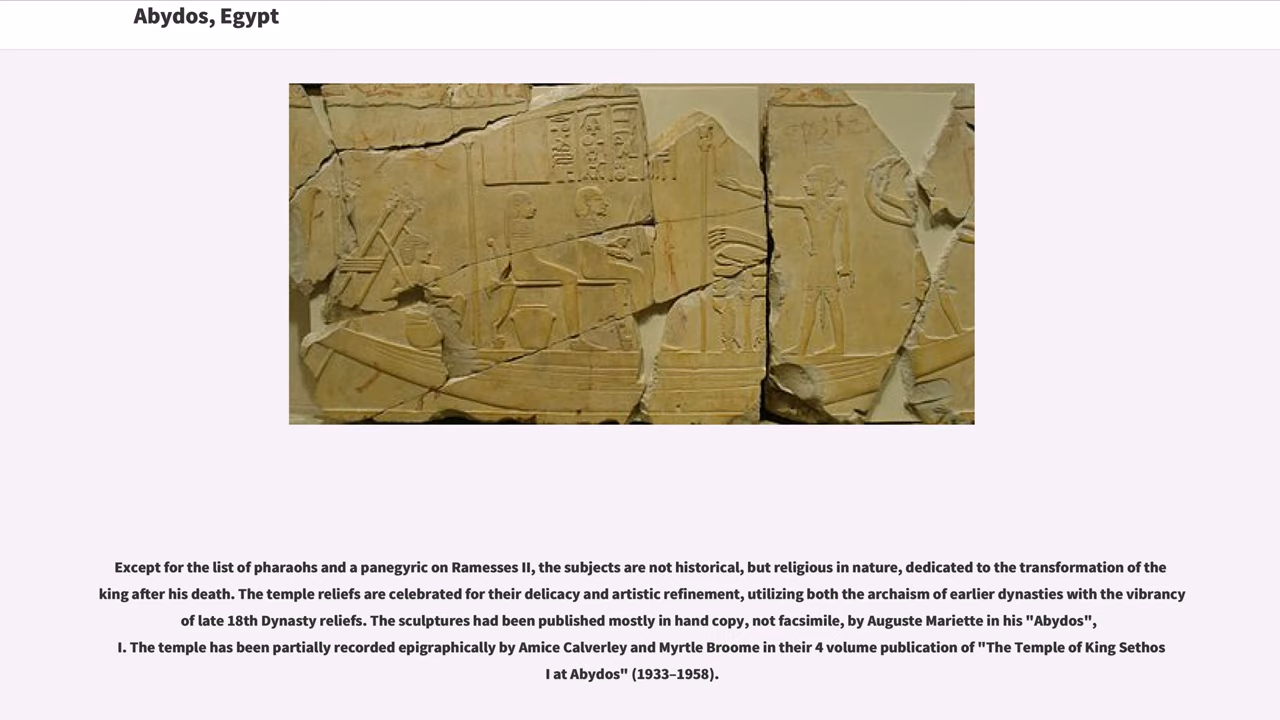 Abydos, Egypt
Except for the list of pharaohs and a panegyric on Ramesses II, the subjects are not historical, but religious in nature, dedicated to the transformation of the
king after his death. The temple reliefs are celebrated for their delicacy and artistic refinement, utilizing both the archaism of earlier dynasties with the vibrancy
of late 18th Dynasty reliefs. The sculptures had been published mostly in hand copy, not facsimile, by Auguste Mariette in his "Abydos",
I. The temple has been partially recorded epigraphically by Amice Calverley and Myrtle Broome in their 4 volume publication of "The Temple of King Sethos
I at Abydos" (1933–1958).